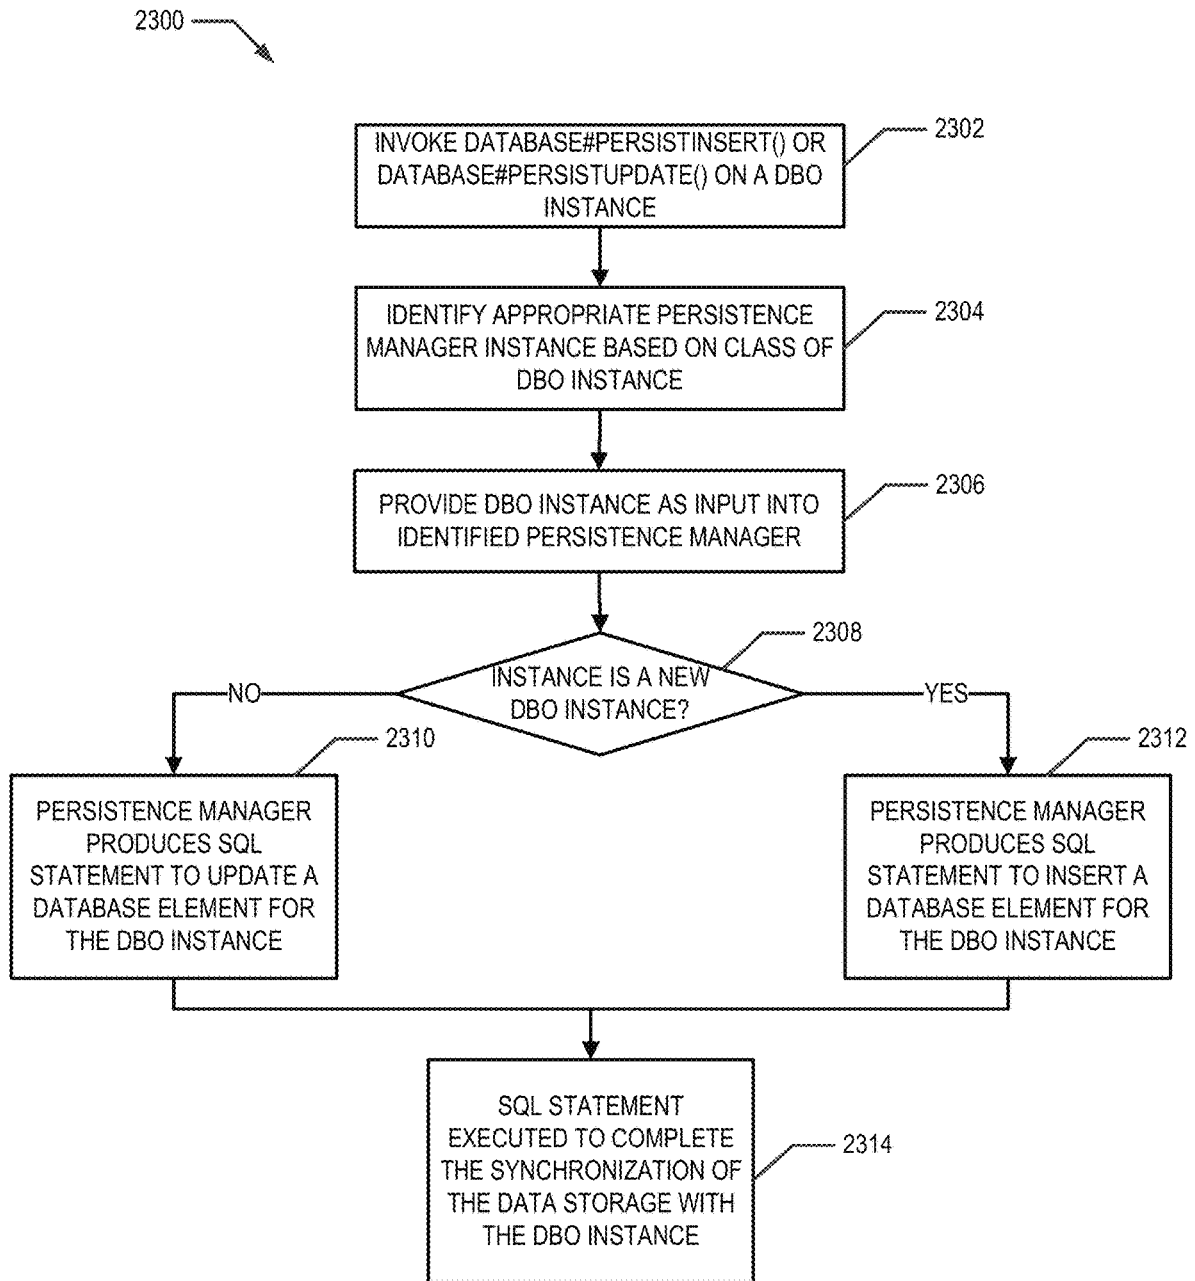 2300
INVOKE DATABASE#PERSISTINSERT() OR
DATABASE#PERSISTUPDATE() ON A DBO
INSTANCE
2302
IDENTIFY APPROPRIATE PERSISTENCE
MANAGER INSTANCE BASED ON CLASS OF
DBO INSTANCE
2304
PROVIDE DBO INSTANCE AS INPUT INTO
IDENTIFIED PERSISTENCE MANAGER
2306
INSTANCE IS A NEW
DBO INSTANCE?
2308
NO
YES
2310
PERSISTENCE MANAGER
PRODUCES SQL
STATEMENT TO UPDATE A
DATABASE ELEMENT FOR
THE DBO INSTANCE
2312
PERSISTENCE MANAGER
PRODUCES SQL
STATEMENT TO INSERT A
DATABASE ELEMENT FOR
THE DBO INSTANCE
SQL STATEMENT
EXECUTED TO COMPLETE
THE SYNCHRONIZATION OF
THE DATA STORAGE WITH
THE DBO INSTANCE
2314